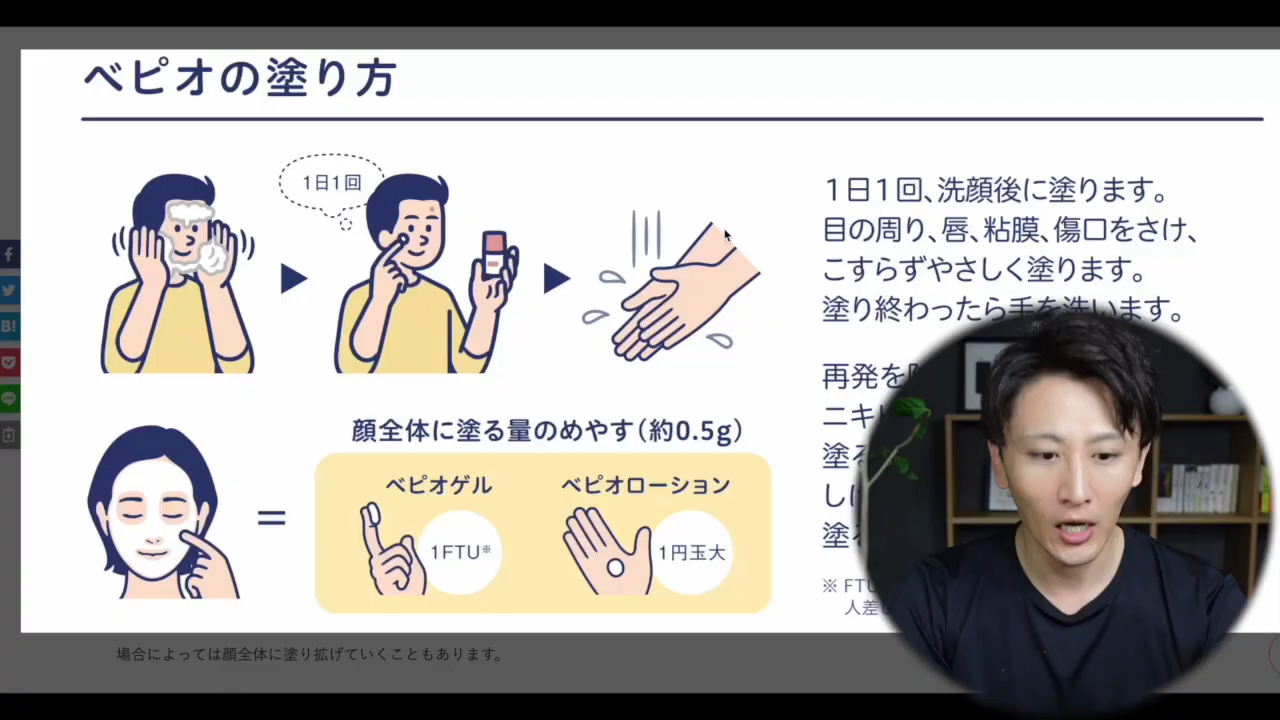 ベピオの塗り方
1日1回
1日1回、洗顔後に塗ります。
目の周り、唇、粘膜、傷口をさけ、
こすらずやさしく塗ります。
塗り終わったら手を洗います。
再発を
ニキ
塗
し
塗
顔全体に塗る量のめやす(約0.5g)
ベピオゲル
ベピオローション
1FTU※
1円玉大
※ FTU
人差し
B!
場合によっては顔全体に塗り拡げていくこともあります。